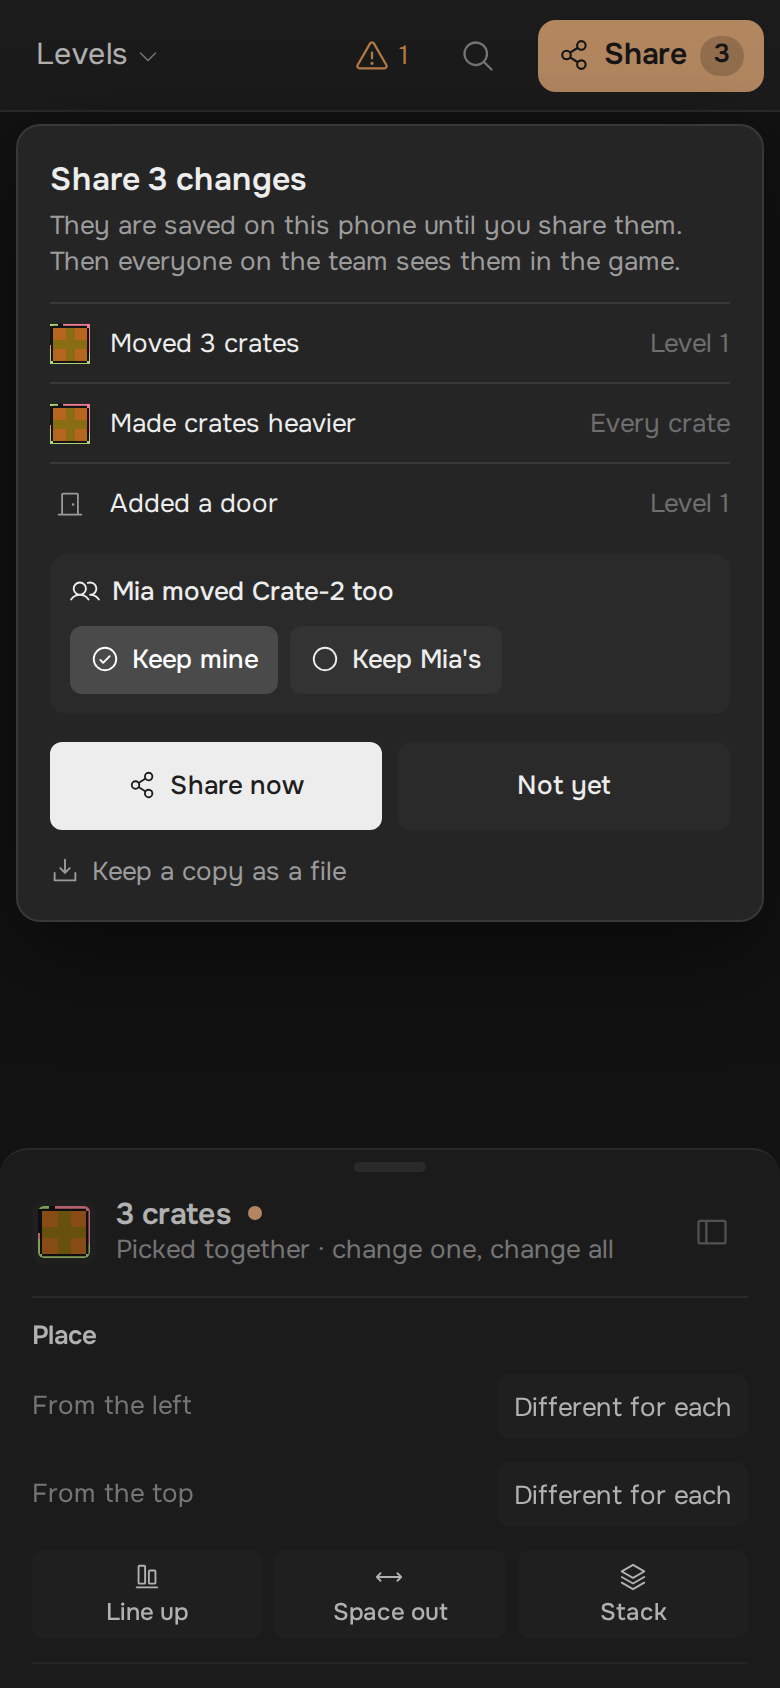 Levels
1
Share 3
Share 3 changes
They are saved on this phone until you share them.
Then everyone on the team sees them in the game.
Moved 3 crates Level 1
Made crates heavier Every crate
Added a door Level 1
Mia moved Crate-2 too
Keep mine Keep Mia's
Share now Not yet
Keep a copy as a file
3 crates
Picked together · change one, change all
Place
From the left Different for each
From the top Different for each
Line up Space out Stack